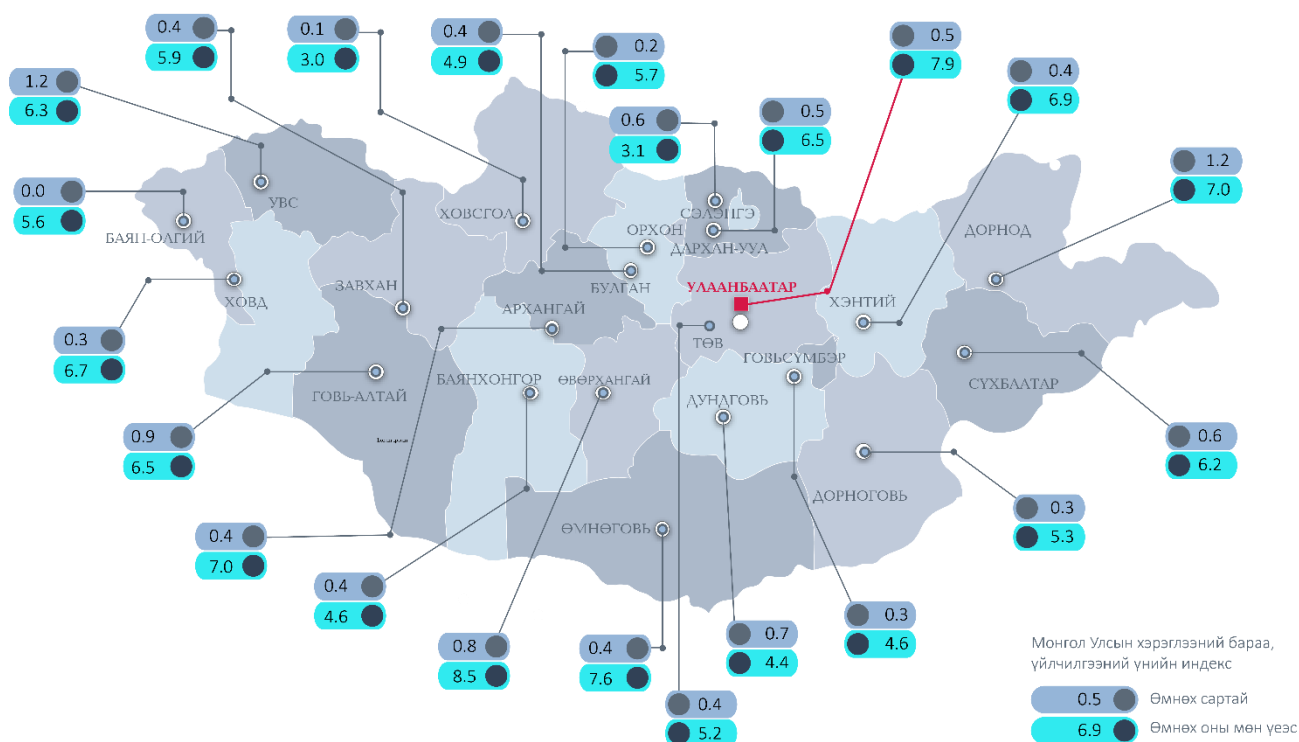 0.4
5.9
0.1
3.0
0.4
4.9
0.2
5.7
0.5
7.9
0.4
6.9
1.2
6.3
0.6
3.1
0.5
6.5
1.2
7.0
0.0
5.6
УВС
БАЯН-ӨЛГИЙ
ХОВСГОЛ
СЭЛЭНГЭ
ОРХОН
ДАРХАН-УУЛ
ДОРНОД
ХОВД
ЗАВХАН
БУЛГАН
УЛААНБААТАР
АРХАНГАЙ
ХЭНТИЙ
ТӨВ
0.3
6.7
ГОВЬСҮМБЭР
ГОВЬ-АЛТАЙ
БАЯНХОНГОР
ӨВӨРХАНГАЙ
ДУНДГОВЬ
СҮХБААТАР
0.9
6.5
0.6
6.2
ДОРНОГОВЬ
0.3
5.3
ӨМНӨГОВЬ
0.4
7.0
0.4
4.6
0.8
8.5
0.4
7.6
0.7
4.4
0.3
4.6
0.4
5.2
Монгол Улсын хэрэглээний бараа,
үйлчилгээний үнийн индекс
0.5 Өмнөх сартай
6.9 Өмнөх оны мөн үеэс